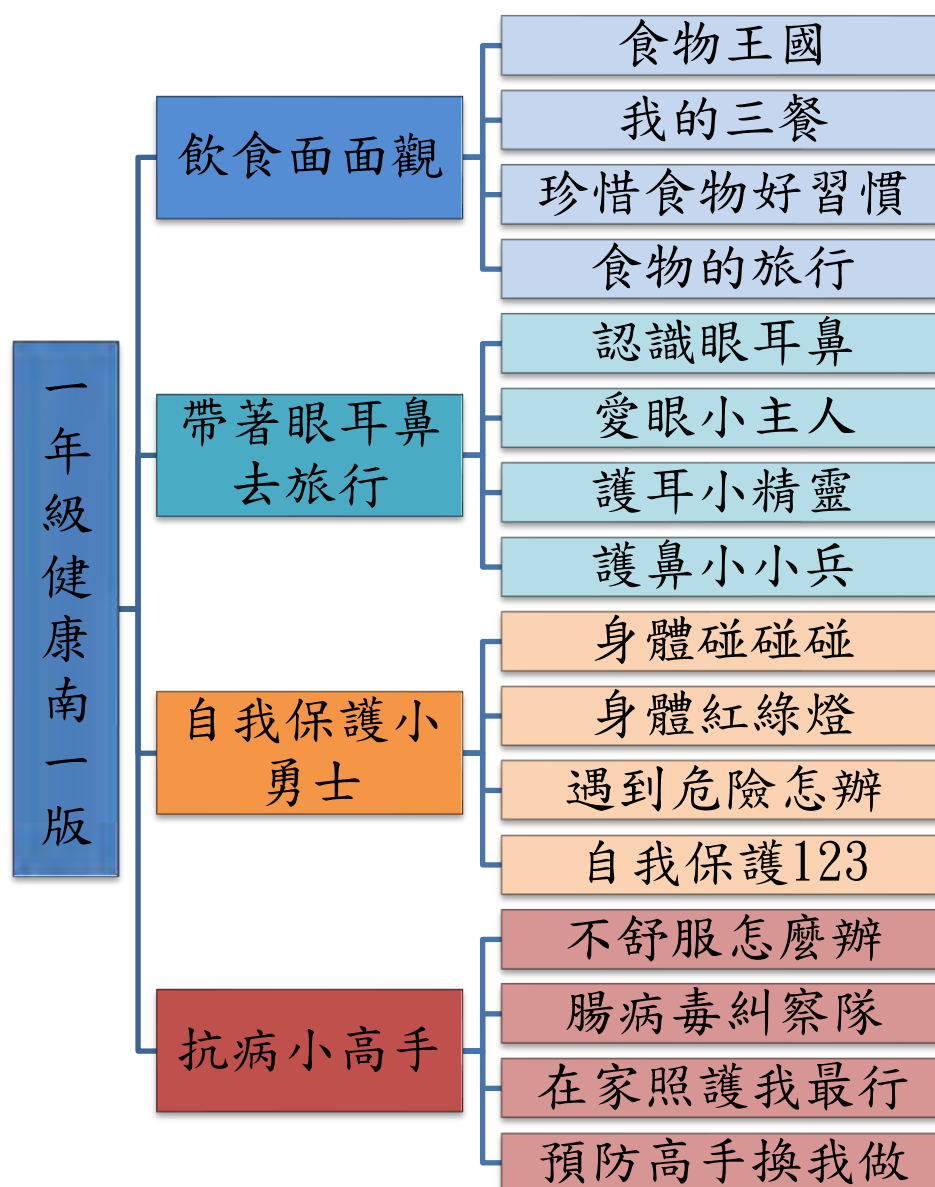 一年級健康南一版
飲食面面觀
食物王國
我的三餐
珍惜食物好習慣
食物的旅行
帶著眼耳鼻
去旅行
認識眼耳鼻
愛眼小主人
護耳小精靈
護鼻小小兵
自我保護小
勇士
身體碰碰碰
身體紅綠燈
遇到危險怎辦
自我保護123
抗病小高手
不舒服怎麼辦
腸病毒糾察隊
在家照護我最行
預防高手換我做